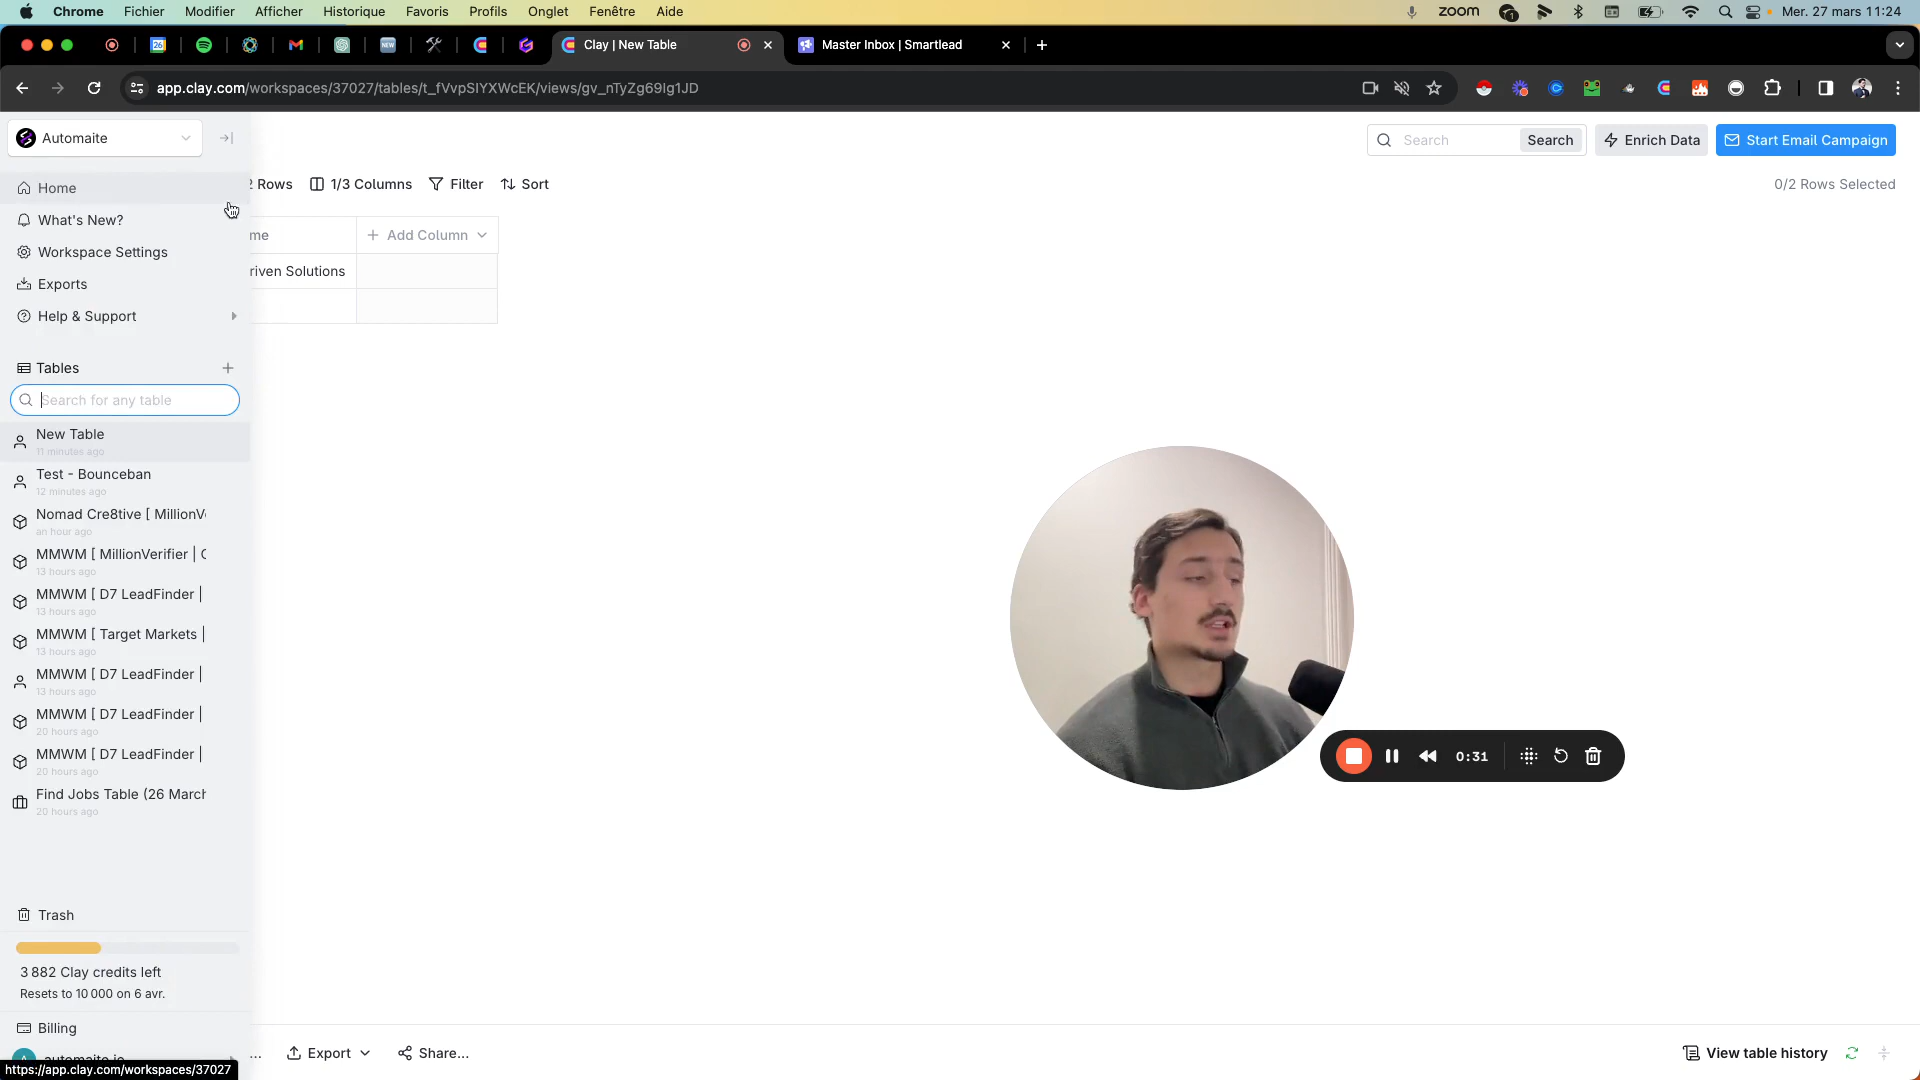 Chrome Fichier Modifier Afficher Historique Favoris Profils Onglet Fenêtre Aide zoom Mer. 27 mars 11:24
Clay | New Table Master Inbox | Smartlead
app.clay.com/workspaces/37027/tables/t_fVvpSIYXWcEK/views/gv_nTyZg69Ig1JD
Automaite
Search Search Enrich Data Start Email Campaign
Rows 1/3 Columns Filter Sort 0/2 Rows Selected
Home
What's New?
Workspace Settings
Exports
Help & Support
me + Add Column
riven Solutions
Tables
Search for any table
New Table
11 minutes ago
Test - Bounceban
12 minutes ago
Nomad Cre8tive [ MillionV
an hour ago
MMWM [ MillionVerifier |
13 hours ago
MMWM [ D7 LeadFinder |
13 hours ago
MMWM [ Target Markets |
13 hours ago
MMWM [ D7 LeadFinder |
13 hours ago
MMWM [ D7 LeadFinder |
20 hours ago
MMWM [ D7 LeadFinder |
20 hours ago
Find Jobs Table (26 March
20 hours ago
0:31
Trash
3 882 Clay credits left
Resets to 10 000 on 6 avr.
Billing
... Export Share... View table history
https://app.clay.com/workspaces/37027